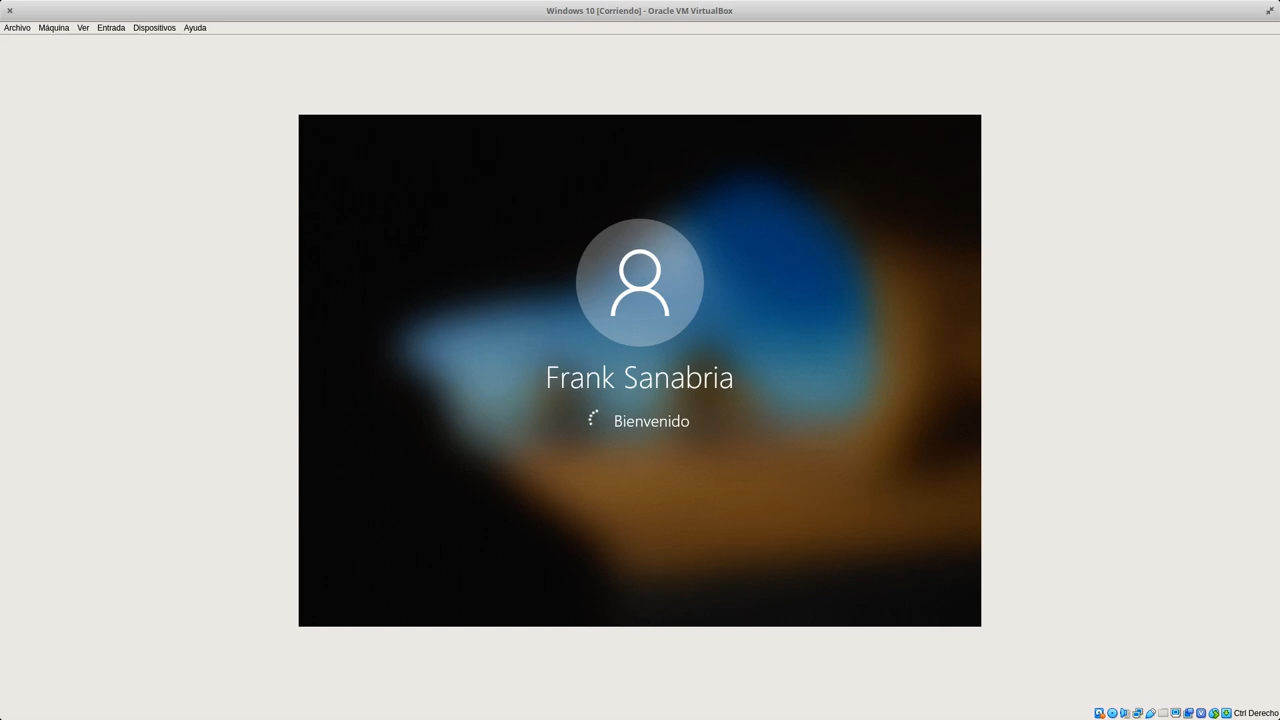 Windows 10 [Corriendo] - Oracle VM VirtualBox
Archivo Máquina Ver Entrada Dispositivos Ayuda
Frank Sanabria
Bienvenido
Ctrl Derecho